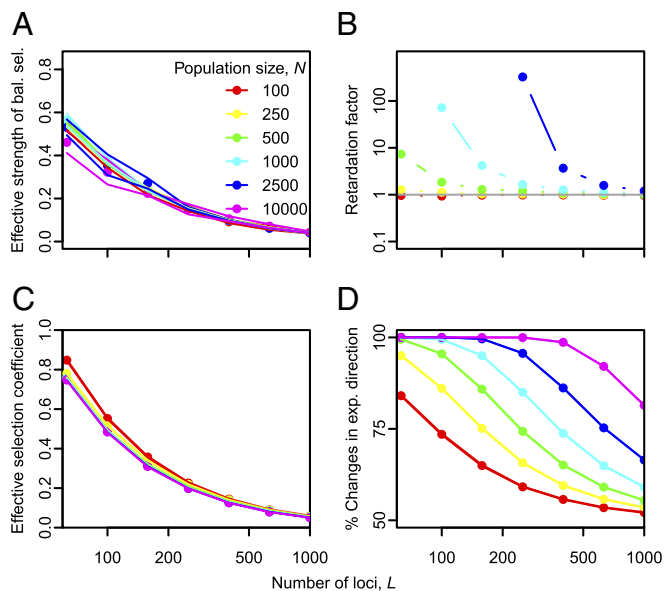 A
Effective strength of bal. sel.
0.0 0.2 0.4 0.6 0.8
Population size, N
100
250
500
1000
2500
10000
B
Retardation factor
0.1 1 10 100
C
Effective selection coefficient
0.0 0.2 0.4 0.6 0.8 1.0
100 200 500 1000
D
% Changes in exp. direction
50 75 100
100 200 500 1000
Number of loci, L